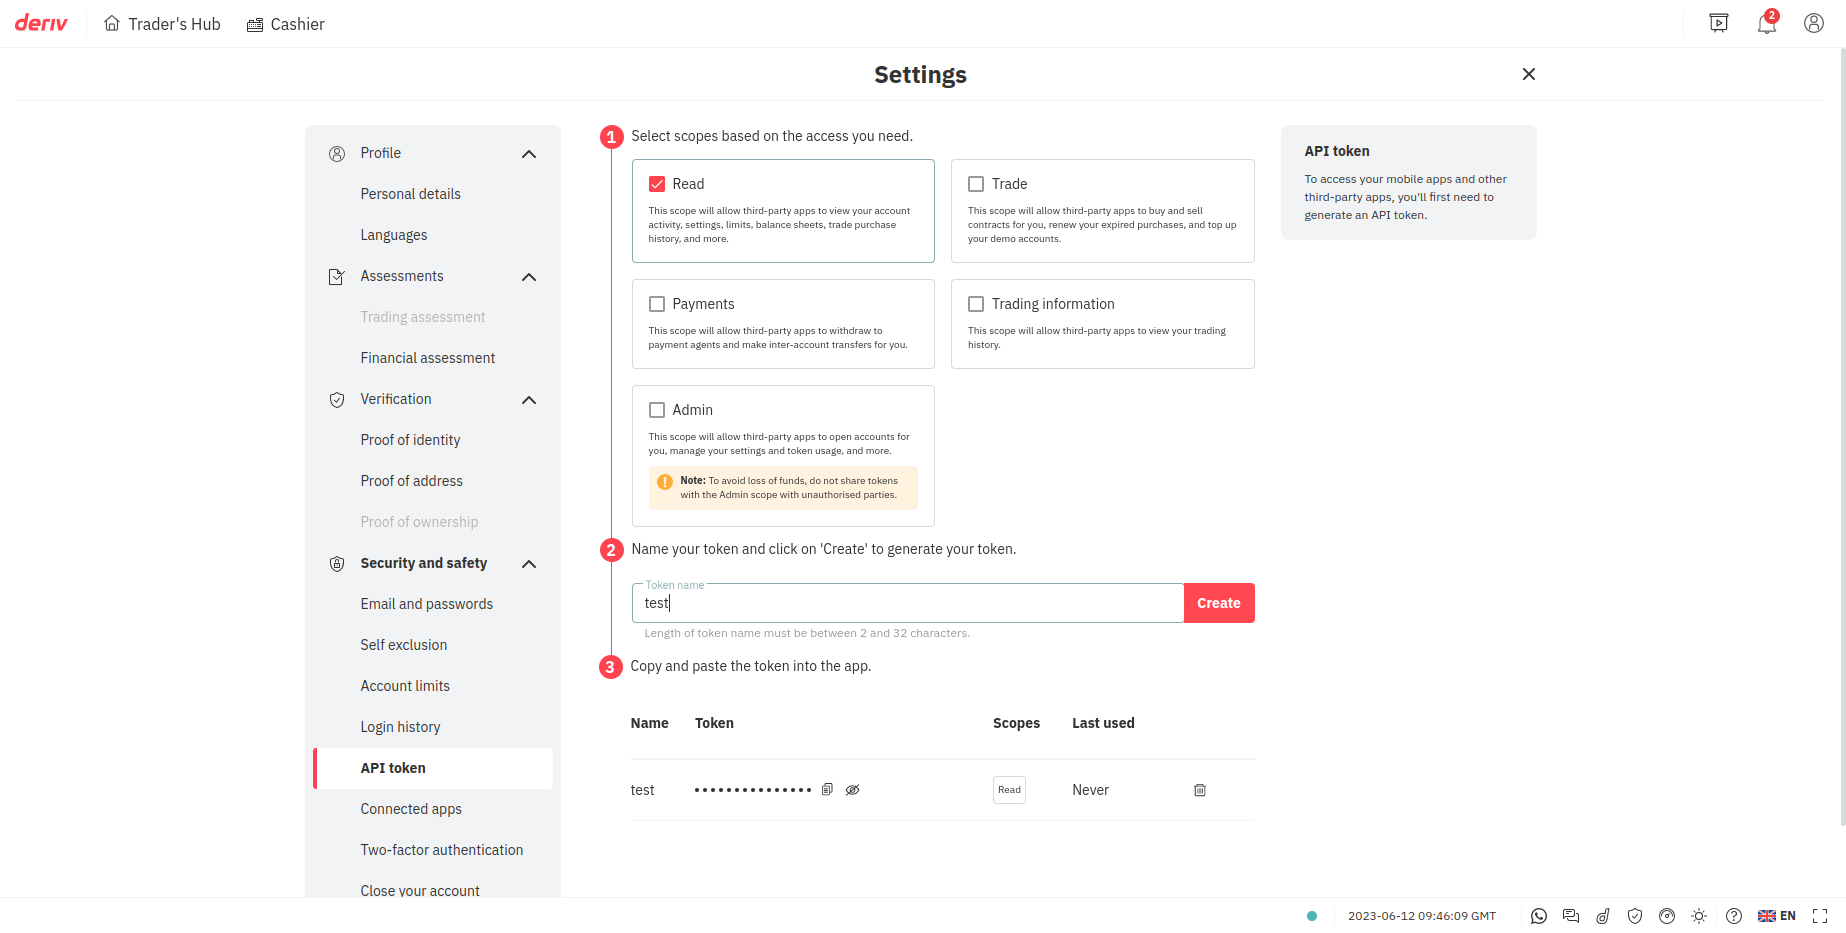 deriv
Trader's Hub
Cashier
2
Settings
Profile
Personal details
Languages
Assessments
Trading assessment
Financial assessment
Verification
Proof of identity
Proof of address
Proof of ownership
Security and safety
Email and passwords
Self exclusion
Account limits
Login history
API token
Connected apps
Two-factor authentication
Close your account
1 Select scopes based on the access you need.
Read
This scope will allow third-party apps to view your account
activity, settings, limits, balance sheets, trade purchase
history, and more.
Trade
This scope will allow third-party apps to buy and sell
contracts for you, renew your expired purchases, and top up
your demo accounts.
Payments
This scope will allow third-party apps to withdraw to
payment agents and make inter-account transfers for you.
Trading information
This scope will allow third-party apps to view your trading
history.
Admin
This scope will allow third-party apps to open accounts for
you, manage your settings and token usage, and more.
Note: To avoid loss of funds, do not share tokens
with the Admin scope with unauthorised parties.
2 Name your token and click on 'Create' to generate your token.
Token name
test
Create
Length of token name must be between 2 and 32 characters.
3 Copy and paste the token into the app.
Name Token Scopes Last used
test Read Never
API token
To access your mobile apps and other
third-party apps, you'll first need to
generate an API token.
2023-06-12 09:46:09 GMT
EN